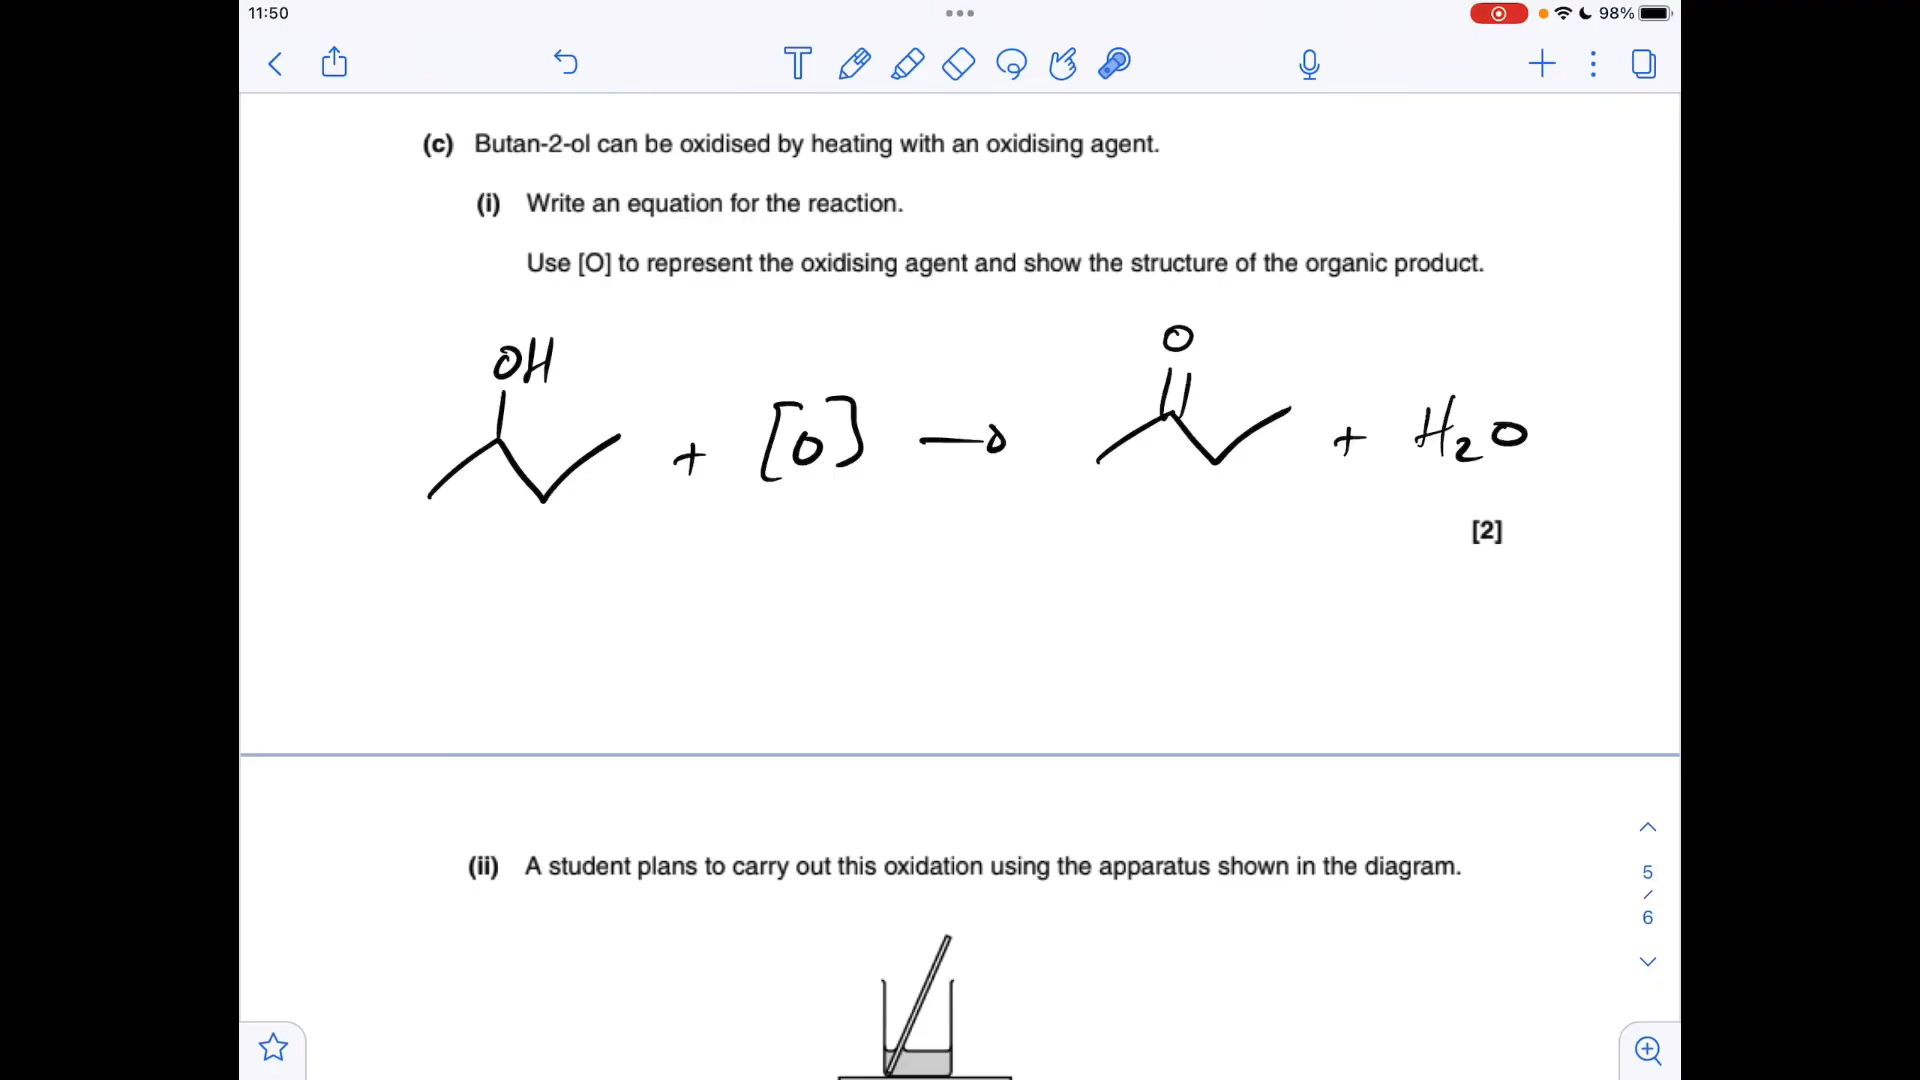 11:50
98%
T
(c) Butan-2-ol can be oxidised by heating with an oxidising agent.
(i) Write an equation for the reaction.
Use [O] to represent the oxidising agent and show the structure of the organic product.
OH
O
+ [O] → + H₂O
[2]
(ii) A student plans to carry out this oxidation using the apparatus shown in the diagram.
5
/
6